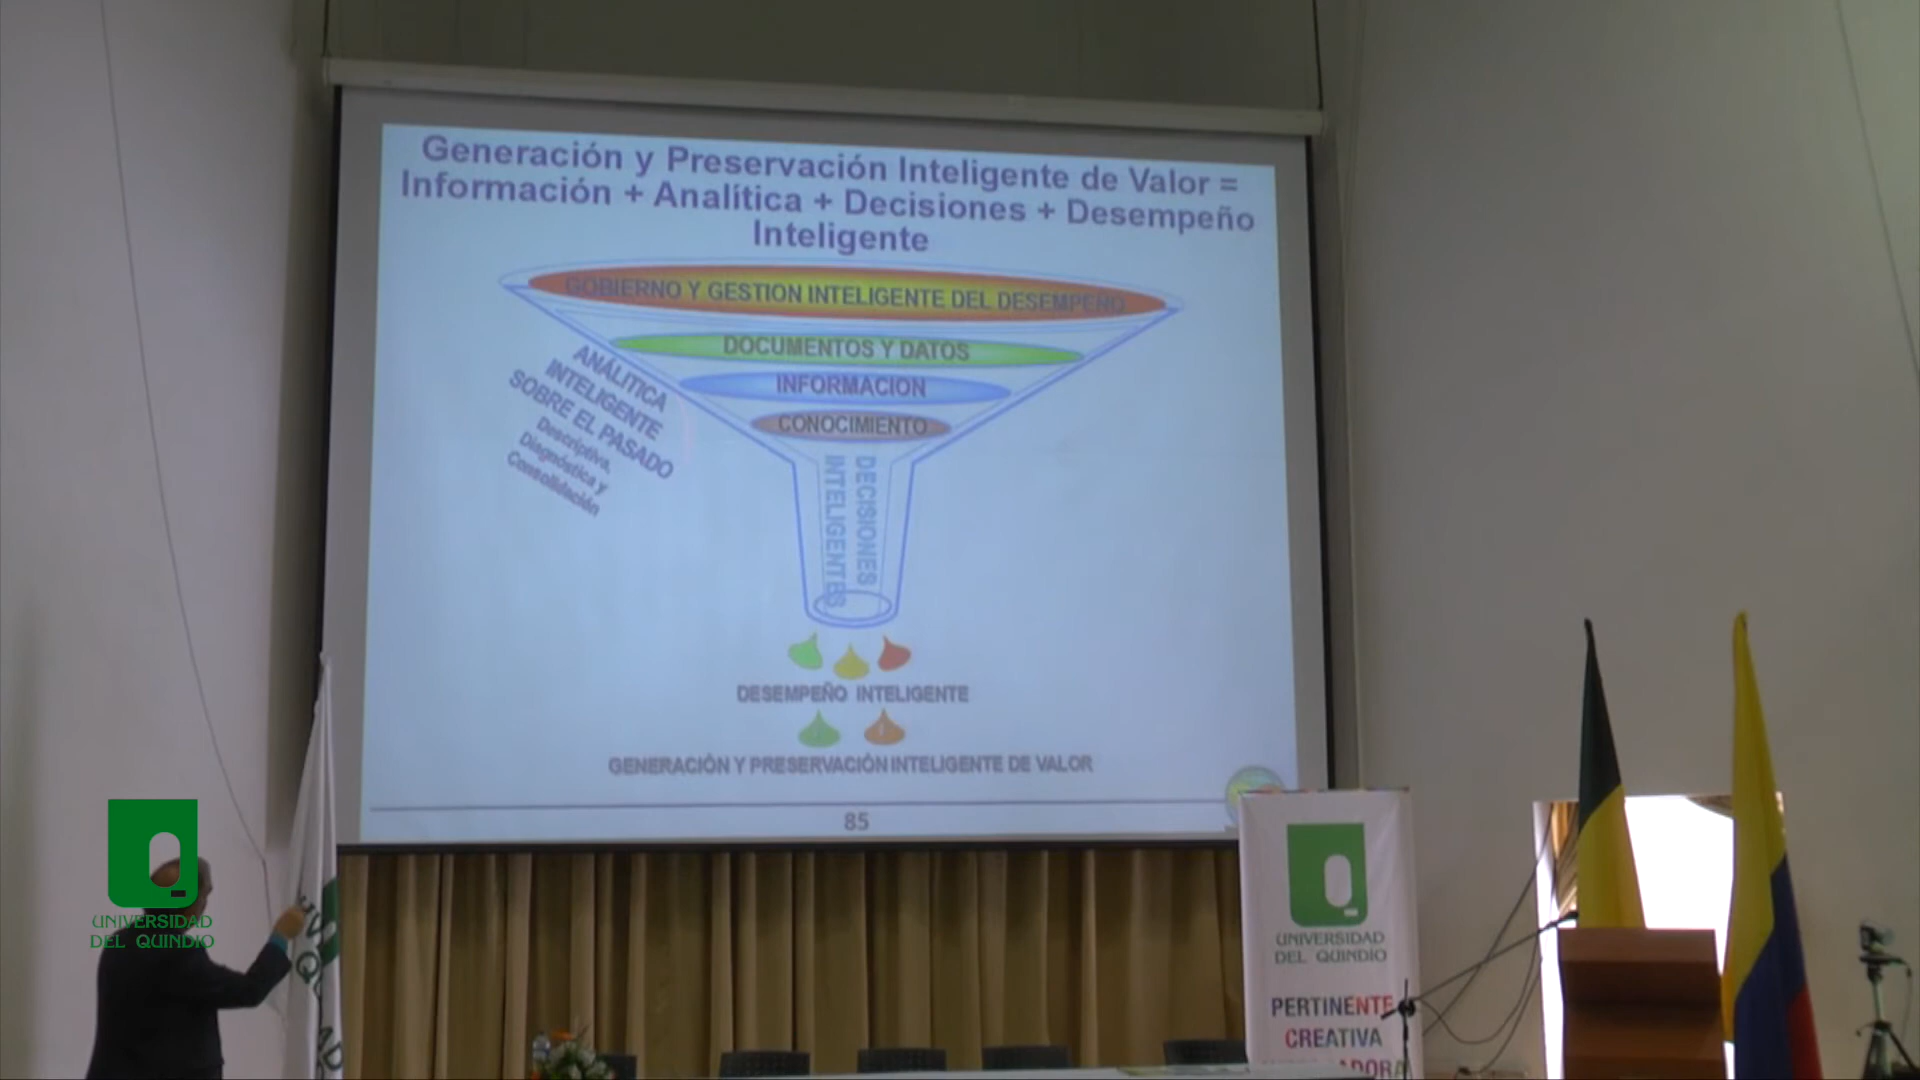 Generación y Preservación Inteligente de Valor =
Información + Analítica + Decisiones + Desempeño
Inteligente
GOBIERNO Y GESTION INTELIGENTE DEL DESEMPEÑO
DOCUMENTOS Y DATOS
INFORMACION
CONOCIMIENTO
ANÁLITICA
INTELIGENTE
SOBRE EL PASADO
Descriptiva,
Diagnóstica y
Consolidación
DECISIONES
INTELIGENTES
DESEMPEÑO INTELIGENTE
GENERACIÓN Y PRESERVACIÓN INTELIGENTE DE VALOR
85
UNIVERSIDAD
DEL QUINDIO
UNIVERSIDAD
DEL QUINDIO
PERTINENTE
CREATIVA